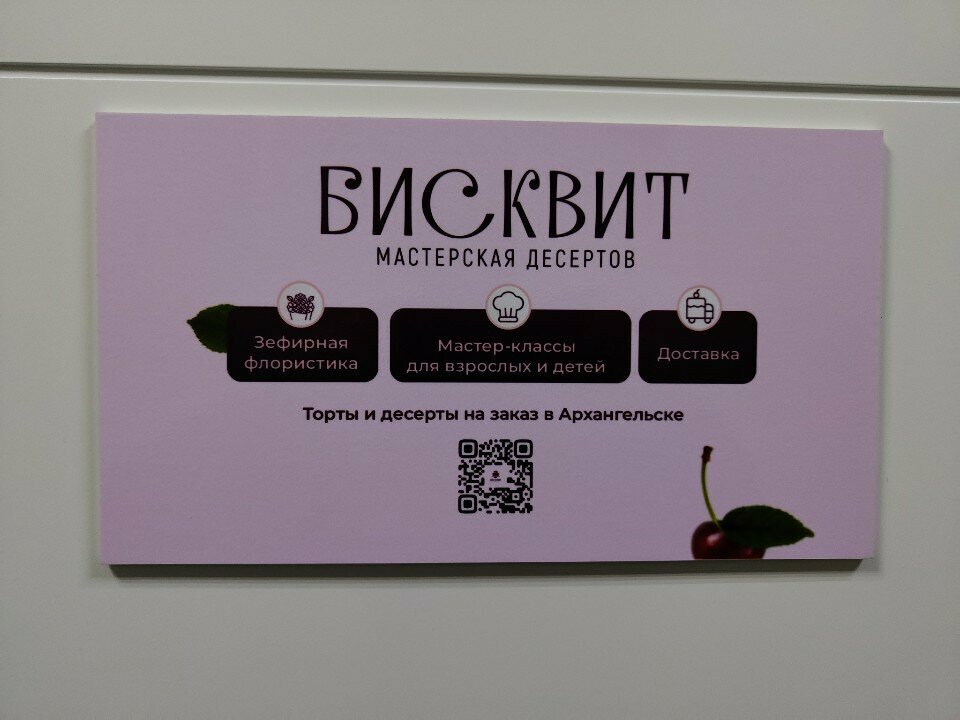 БИСКВИТ
МАСТЕРСКАЯ ДЕСЕРТОВ
Зефирная
флористика
Мастер-классы
для взрослых и детей
Доставка
Торты и десерты на заказ в Архангельске